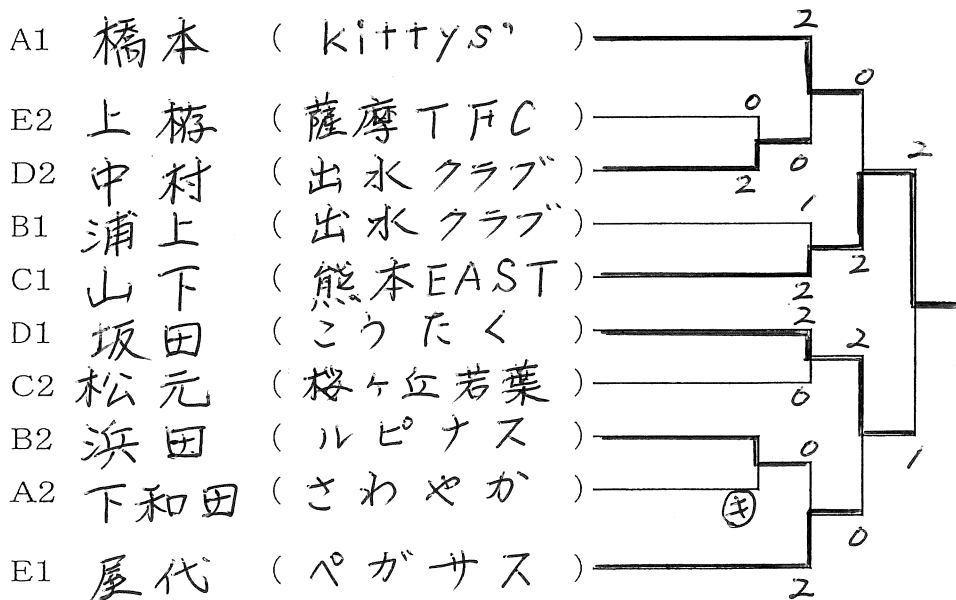 A1 橋本 ( Kittys' ) 2
0
E2 上栫 ( 薩摩TFC ) 0
2
D2 中村 ( 出水クラブ ) 2 0
B1 浦上 ( 出水クラブ ) 1
2
C1 山下 ( 熊本EAST ) 2
D1 坂田 ( こうたく ) 2
2
C2 松元 ( 桜ヶ丘若葉 ) 0
B2 浜田 ( ルピナス ) 0
1
A2 下和田 ( さわやか ) キ
0
E1 屋代 ( ペガサス ) 2